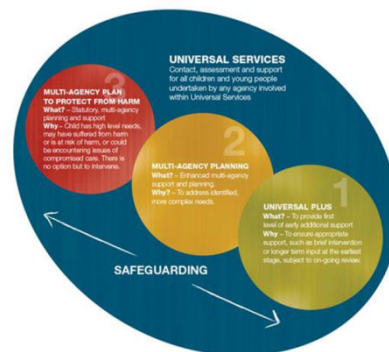 UNIVERSAL SERVICES
Contact, assessment and support
for all children and young people
undertaken by any agency involved
within Universal Services
3
MULTI-AGENCY PLAN
TO PROTECT FROM HARM
What? – Statutory, multi-agency
planning and support
Why – Child has high level needs,
may have suffered from harm
or is at risk of harm, or could
be encountering issues of
compromised care. There is
no option but to intervene.
2
MULTI-AGENCY PLANNING
What? – Enhanced multi-agency
support and planning.
Why? – To address identified,
more complex needs.
1
UNIVERSAL PLUS
What? – To provide first
level of early additional support
Why – To ensure appropriate
support, such as brief intervention
or longer term input at the earliest
stage, subject to on-going review.
SAFEGUARDING